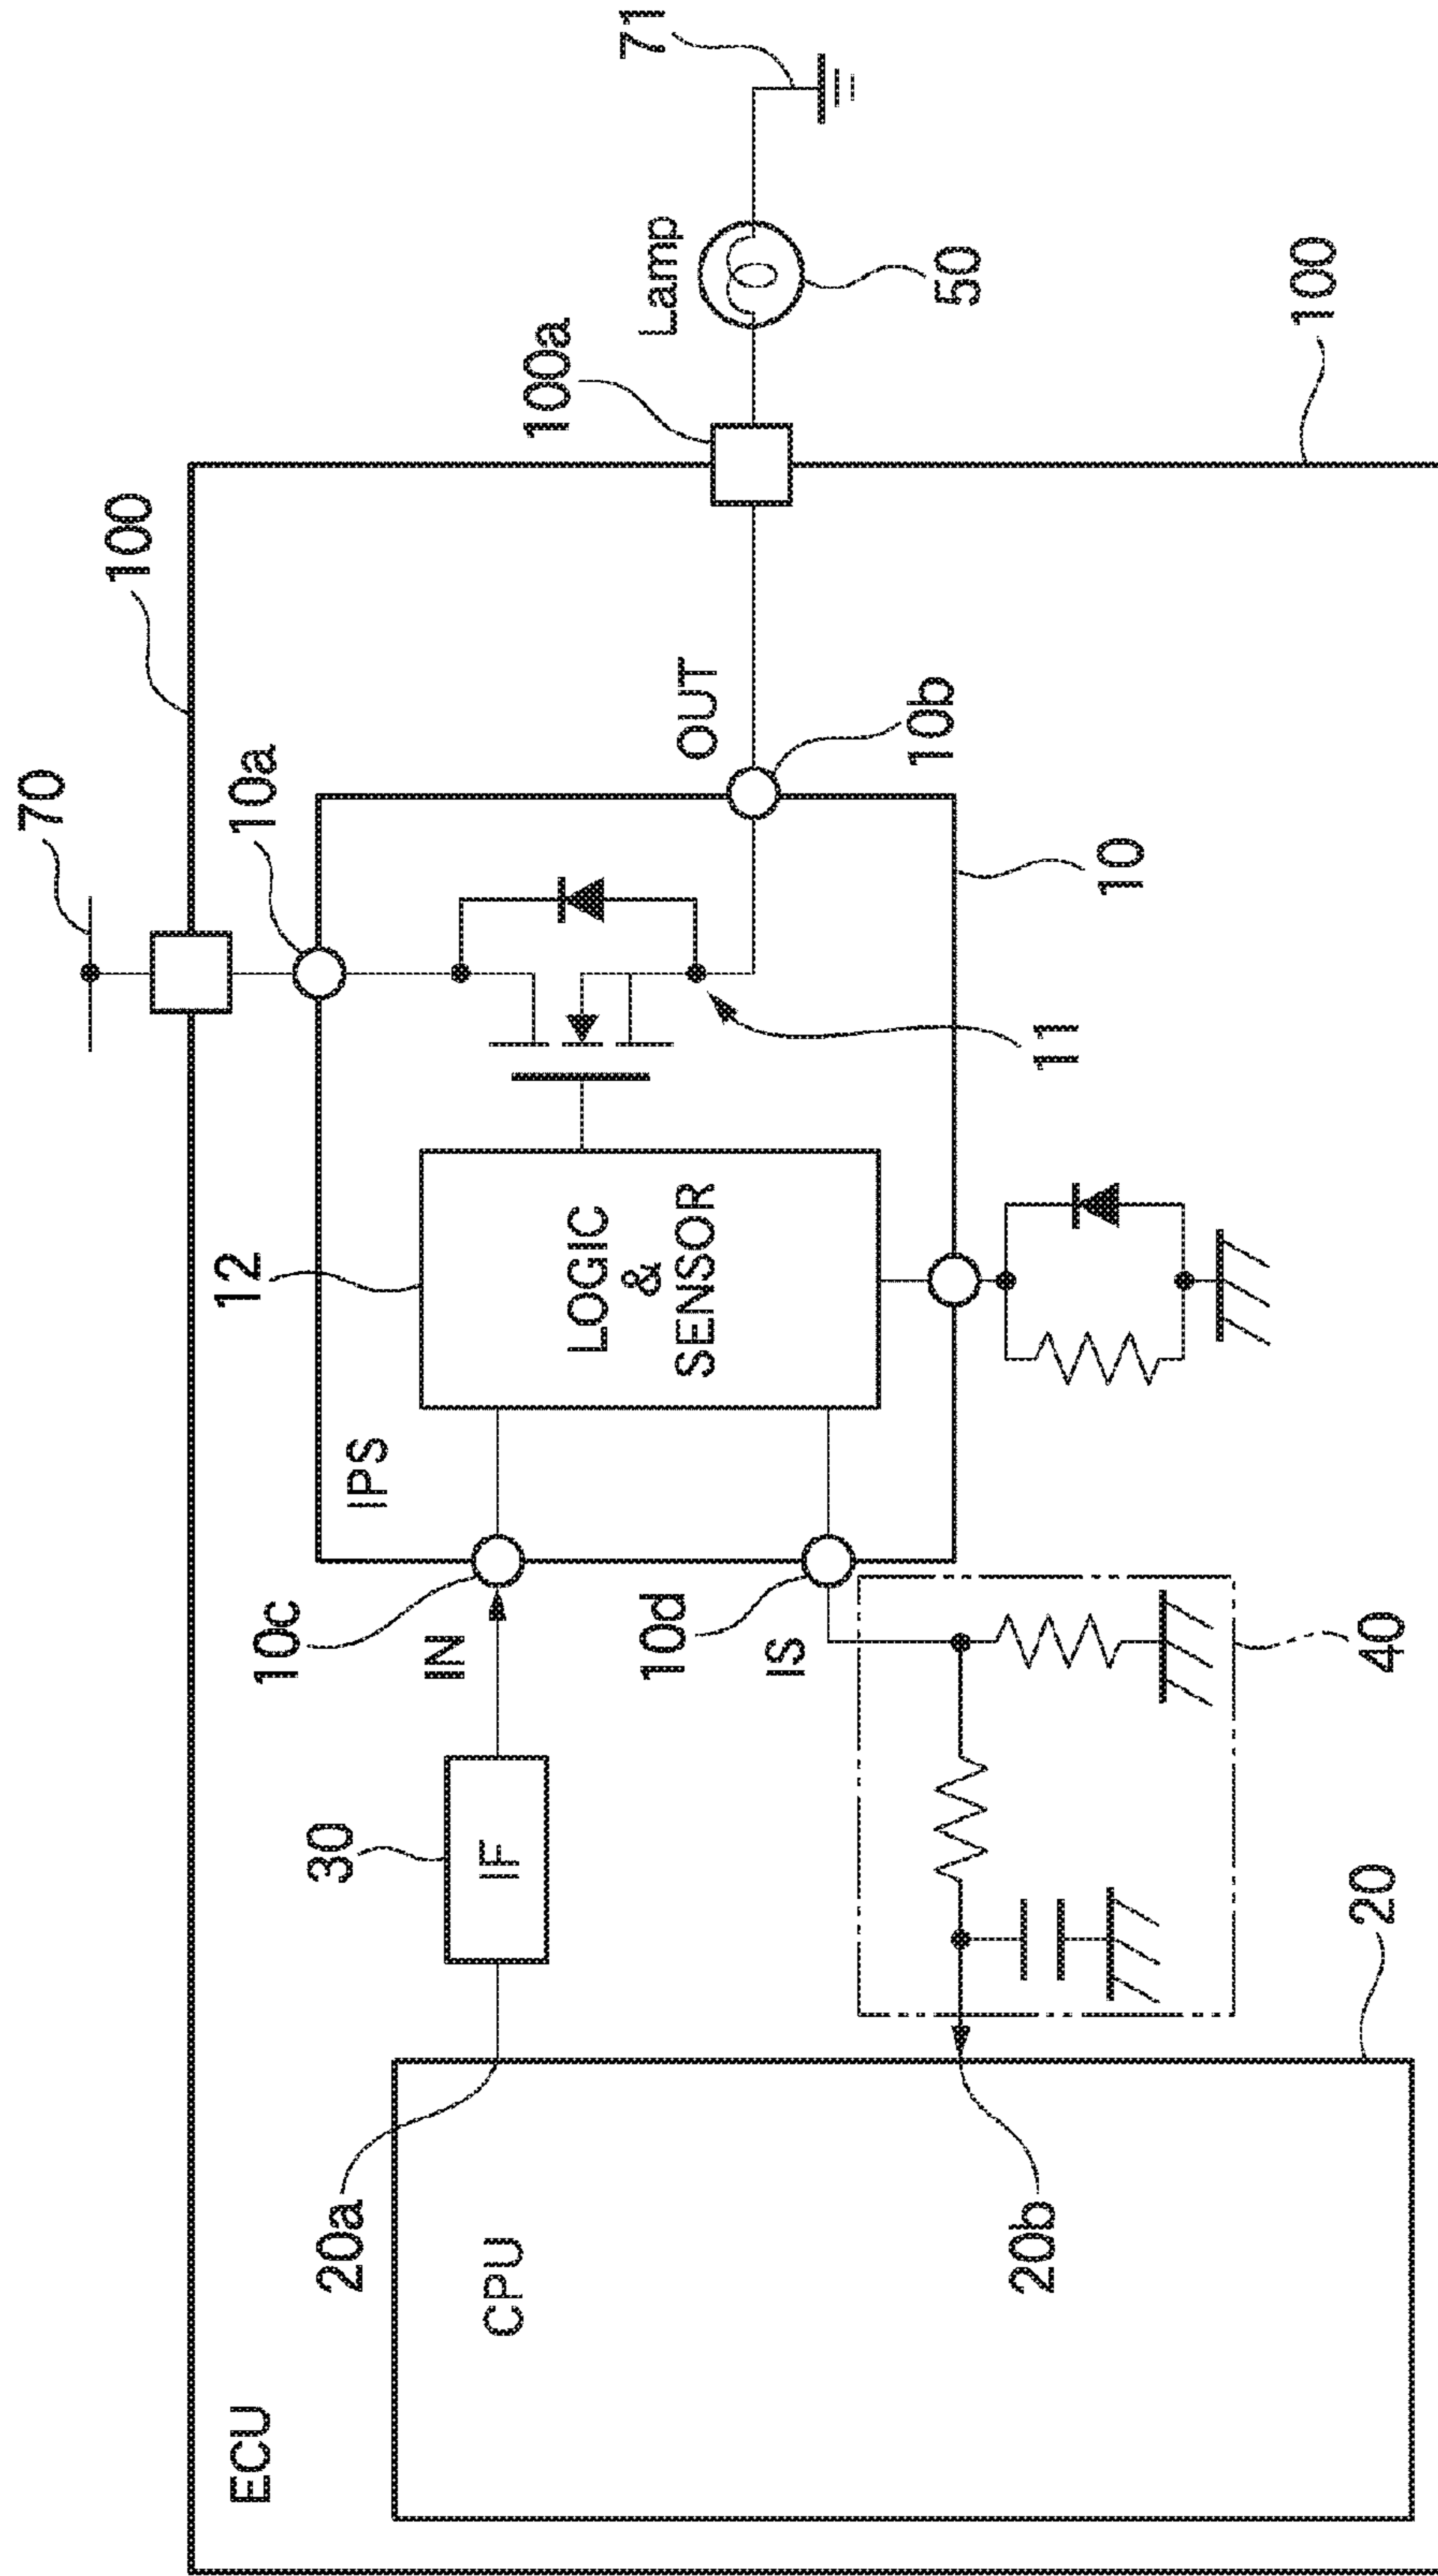 70
100
71
10a
Lamp
100a
ECU
12
IPS
OUT
50
10c
30
IN
LOGIC
&
SENSOR
10b
IF
20a
CPU
10d
IS
11
10
100
20b
40
20